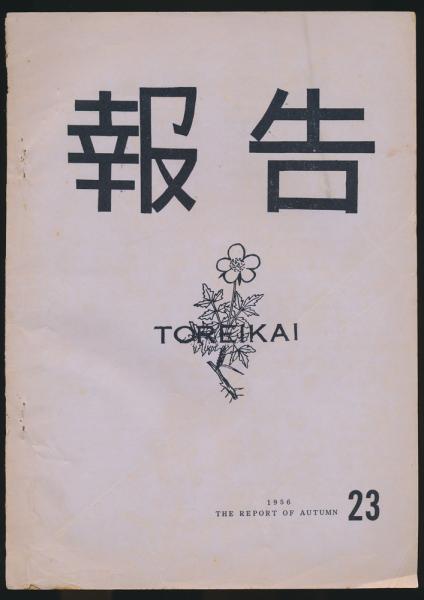 報告
TOREIKAI
1956
THE REPORT OF AUTUMN 23